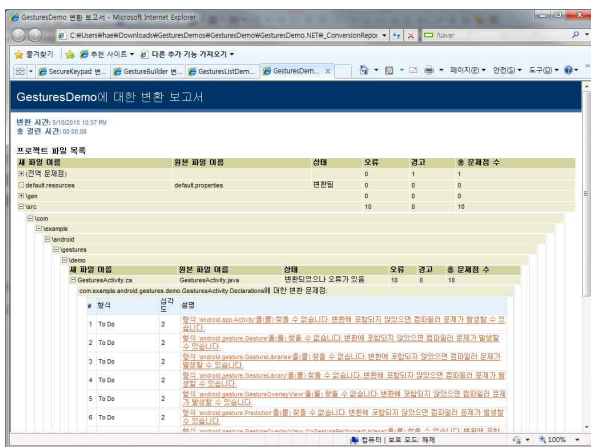 GesturesDemo 변환 보고서 - Microsoft Internet Explorer
C:₩Users₩hae₩Downloads₩GesturesDemos₩GesturesDemo₩GesturesDemo.NET₩_ConversionRepor
Naver
즐겨찾기 추천 사이트 ▾ 다른 추가 기능 가져오기 ▾
SecureKeypad 변... GestureBuilder 변... GesturesListDem... GesturesDem... x 페이지(P) ▾ 안전(S) ▾ 도구(O) ▾
GesturesDemo에 대한 변환 보고서
변환 시간: 5/18/2010 10:37 PM
총 걸린 시간: 00:00:08
프로젝트 파일 목록
새 파일 이름 원본 파일 이름 상태 오류 경고 총 문제점 수
(전역 문제점) 0 1 1
default.resources default.properties 변환됨 0 0 0
\gen 0 0 0
\src 10 0 10
\com
\example
\android
\gestures
\demo
새 파일 이름 원본 파일 이름 상태 오류 경고 총 문제점 수
GesturesActivity.cs GesturesActivity.java 변환되었으나 오류가 있음 10 0 10
com.example.android.gestures.demo.GesturesActivity.Declarations에 대한 변환 문제점:
# 형식 심각도 설명
1 To Do 2 형식 'android.app.Activity'을(를) 찾을 수 없습니다. 변환에 포함되지 않았으면 컴파일러 문제가 발생할 수 있습니다.
2 To Do 2 형식 'android.gesture.Gesture'을(를) 찾을 수 없습니다. 변환에 포함되지 않았으면 컴파일러 문제가 발생할 수 있습니다.
3 To Do 2 형식 'android.gesture.GestureLibraries'을(를) 찾을 수 없습니다. 변환에 포함되지 않았으면 컴파일러 문제가 발생할 수 있습니다.
4 To Do 2 형식 'android.gesture.GestureLibrary'을(를) 찾을 수 없습니다. 변환에 포함되지 않았으면 컴파일러 문제가 발생할 수 있습니다.
5 To Do 2 형식 'android.gesture.GestureOverlayView'을(를) 찾을 수 없습니다. 변환에 포함되지 않았으면 컴파일러 문제가 발생할 수 있습니다.
6 To Do 2 형식 'android.gesture.Prediction'을(를) 찾을 수 없습니다. 변환에 포함되지 않았으면 컴파일러 문제가 발생할 수 있습니다.
컴퓨터 | 보호 모드: 해제 100%